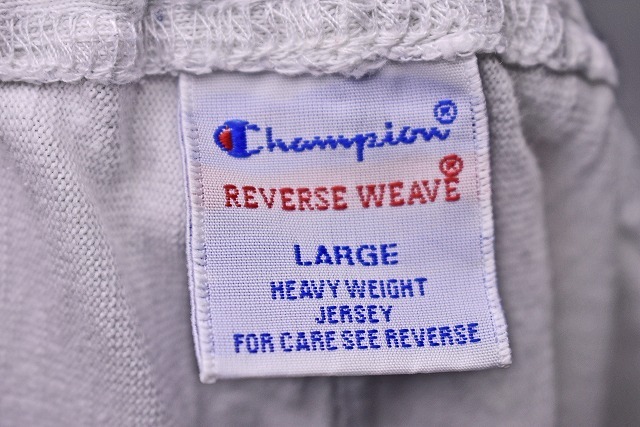 Champion®
REVERSE WEAVE®
LARGE
HEAVY WEIGHT
JERSEY
FOR CARE SEE REVERSE